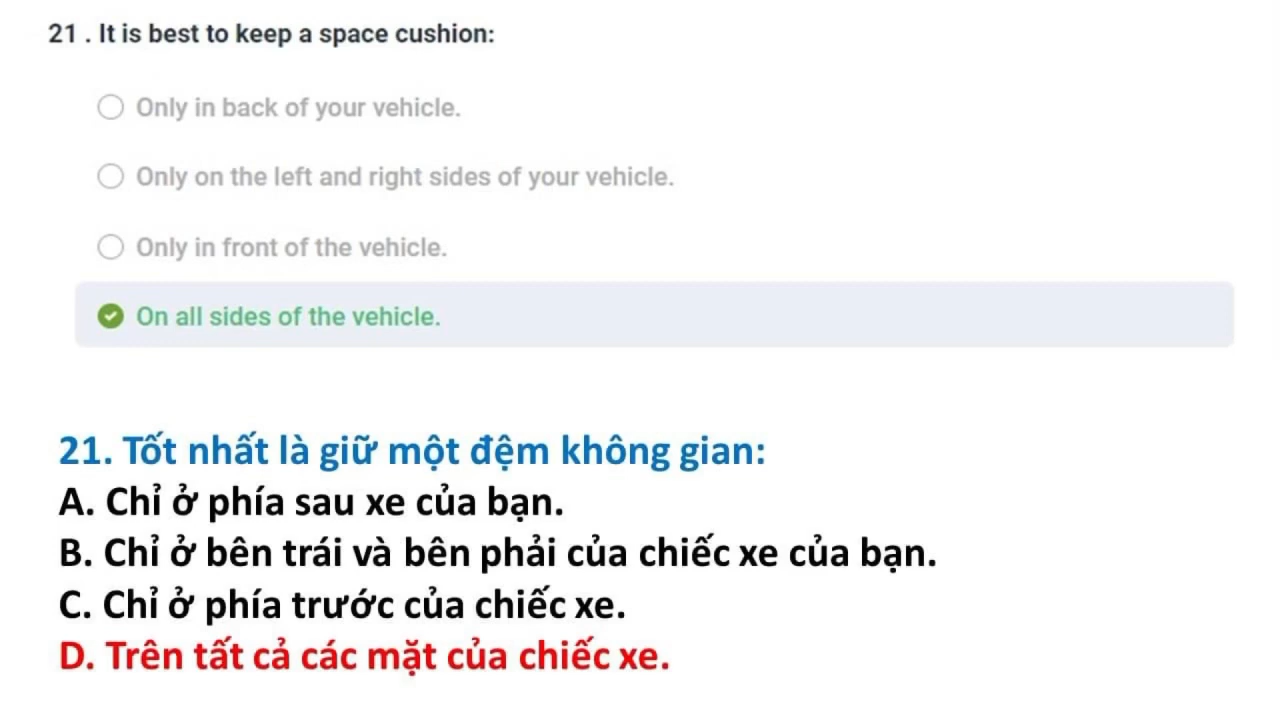 21 . It is best to keep a space cushion:
Only in back of your vehicle.
Only on the left and right sides of your vehicle.
Only in front of the vehicle.
On all sides of the vehicle.
21. Tốt nhất là giữ một đệm không gian:
A. Chỉ ở phía sau xe của bạn.
B. Chỉ ở bên trái và bên phải của chiếc xe của bạn.
C. Chỉ ở phía trước của chiếc xe.
D. Trên tất cả các mặt của chiếc xe.